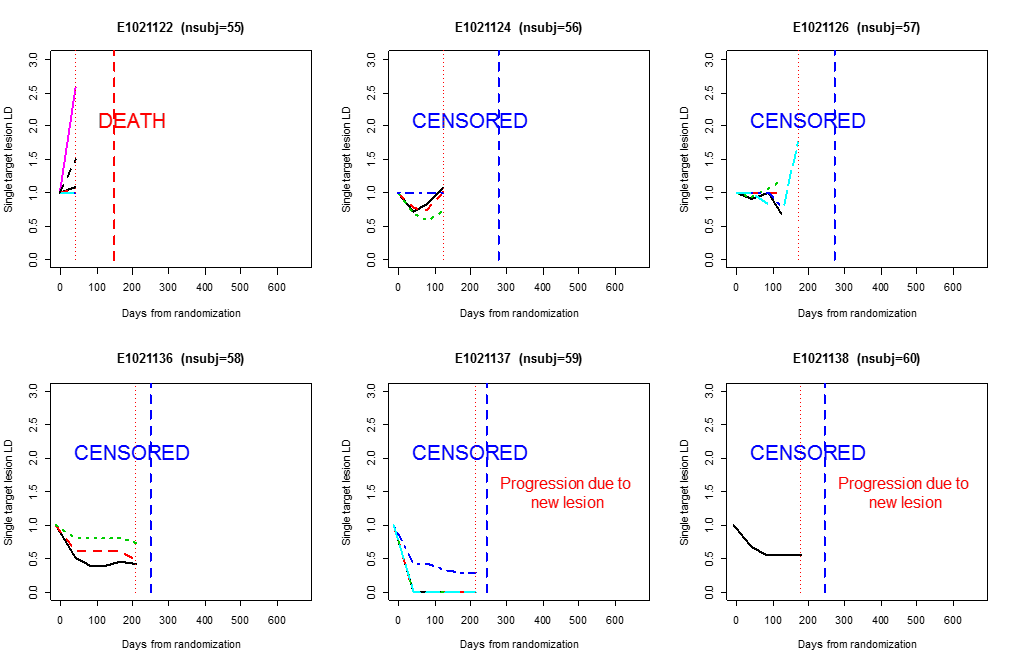 E1021122 (nsubj=55)
E1021124 (nsubj=56)
E1021126 (nsubj=57)
Single target lesion LD
0.0 0.5 1.0 1.5 2.0 2.5 3.0
DEATH
0 100 200 300 400 500 600
Days from randomization
Single target lesion LD
0.0 0.5 1.0 1.5 2.0 2.5 3.0
CENSORED
0 100 200 300 400 500 600
Days from randomization
Single target lesion LD
0.0 0.5 1.0 1.5 2.0 2.5 3.0
CENSORED
0 100 200 300 400 500 600
Days from randomization
E1021136 (nsubj=58)
E1021137 (nsubj=59)
E1021138 (nsubj=60)
Single target lesion LD
0.0 0.5 1.0 1.5 2.0 2.5 3.0
CENSORED
0 100 200 300 400 500 600
Days from randomization
Single target lesion LD
0.0 0.5 1.0 1.5 2.0 2.5 3.0
CENSORED
Progression due to
new lesion
0 100 200 300 400 500 600
Days from randomization
Single target lesion LD
0.0 0.5 1.0 1.5 2.0 2.5 3.0
CENSORED
Progression due to
new lesion
0 100 200 300 400 500 600
Days from randomization